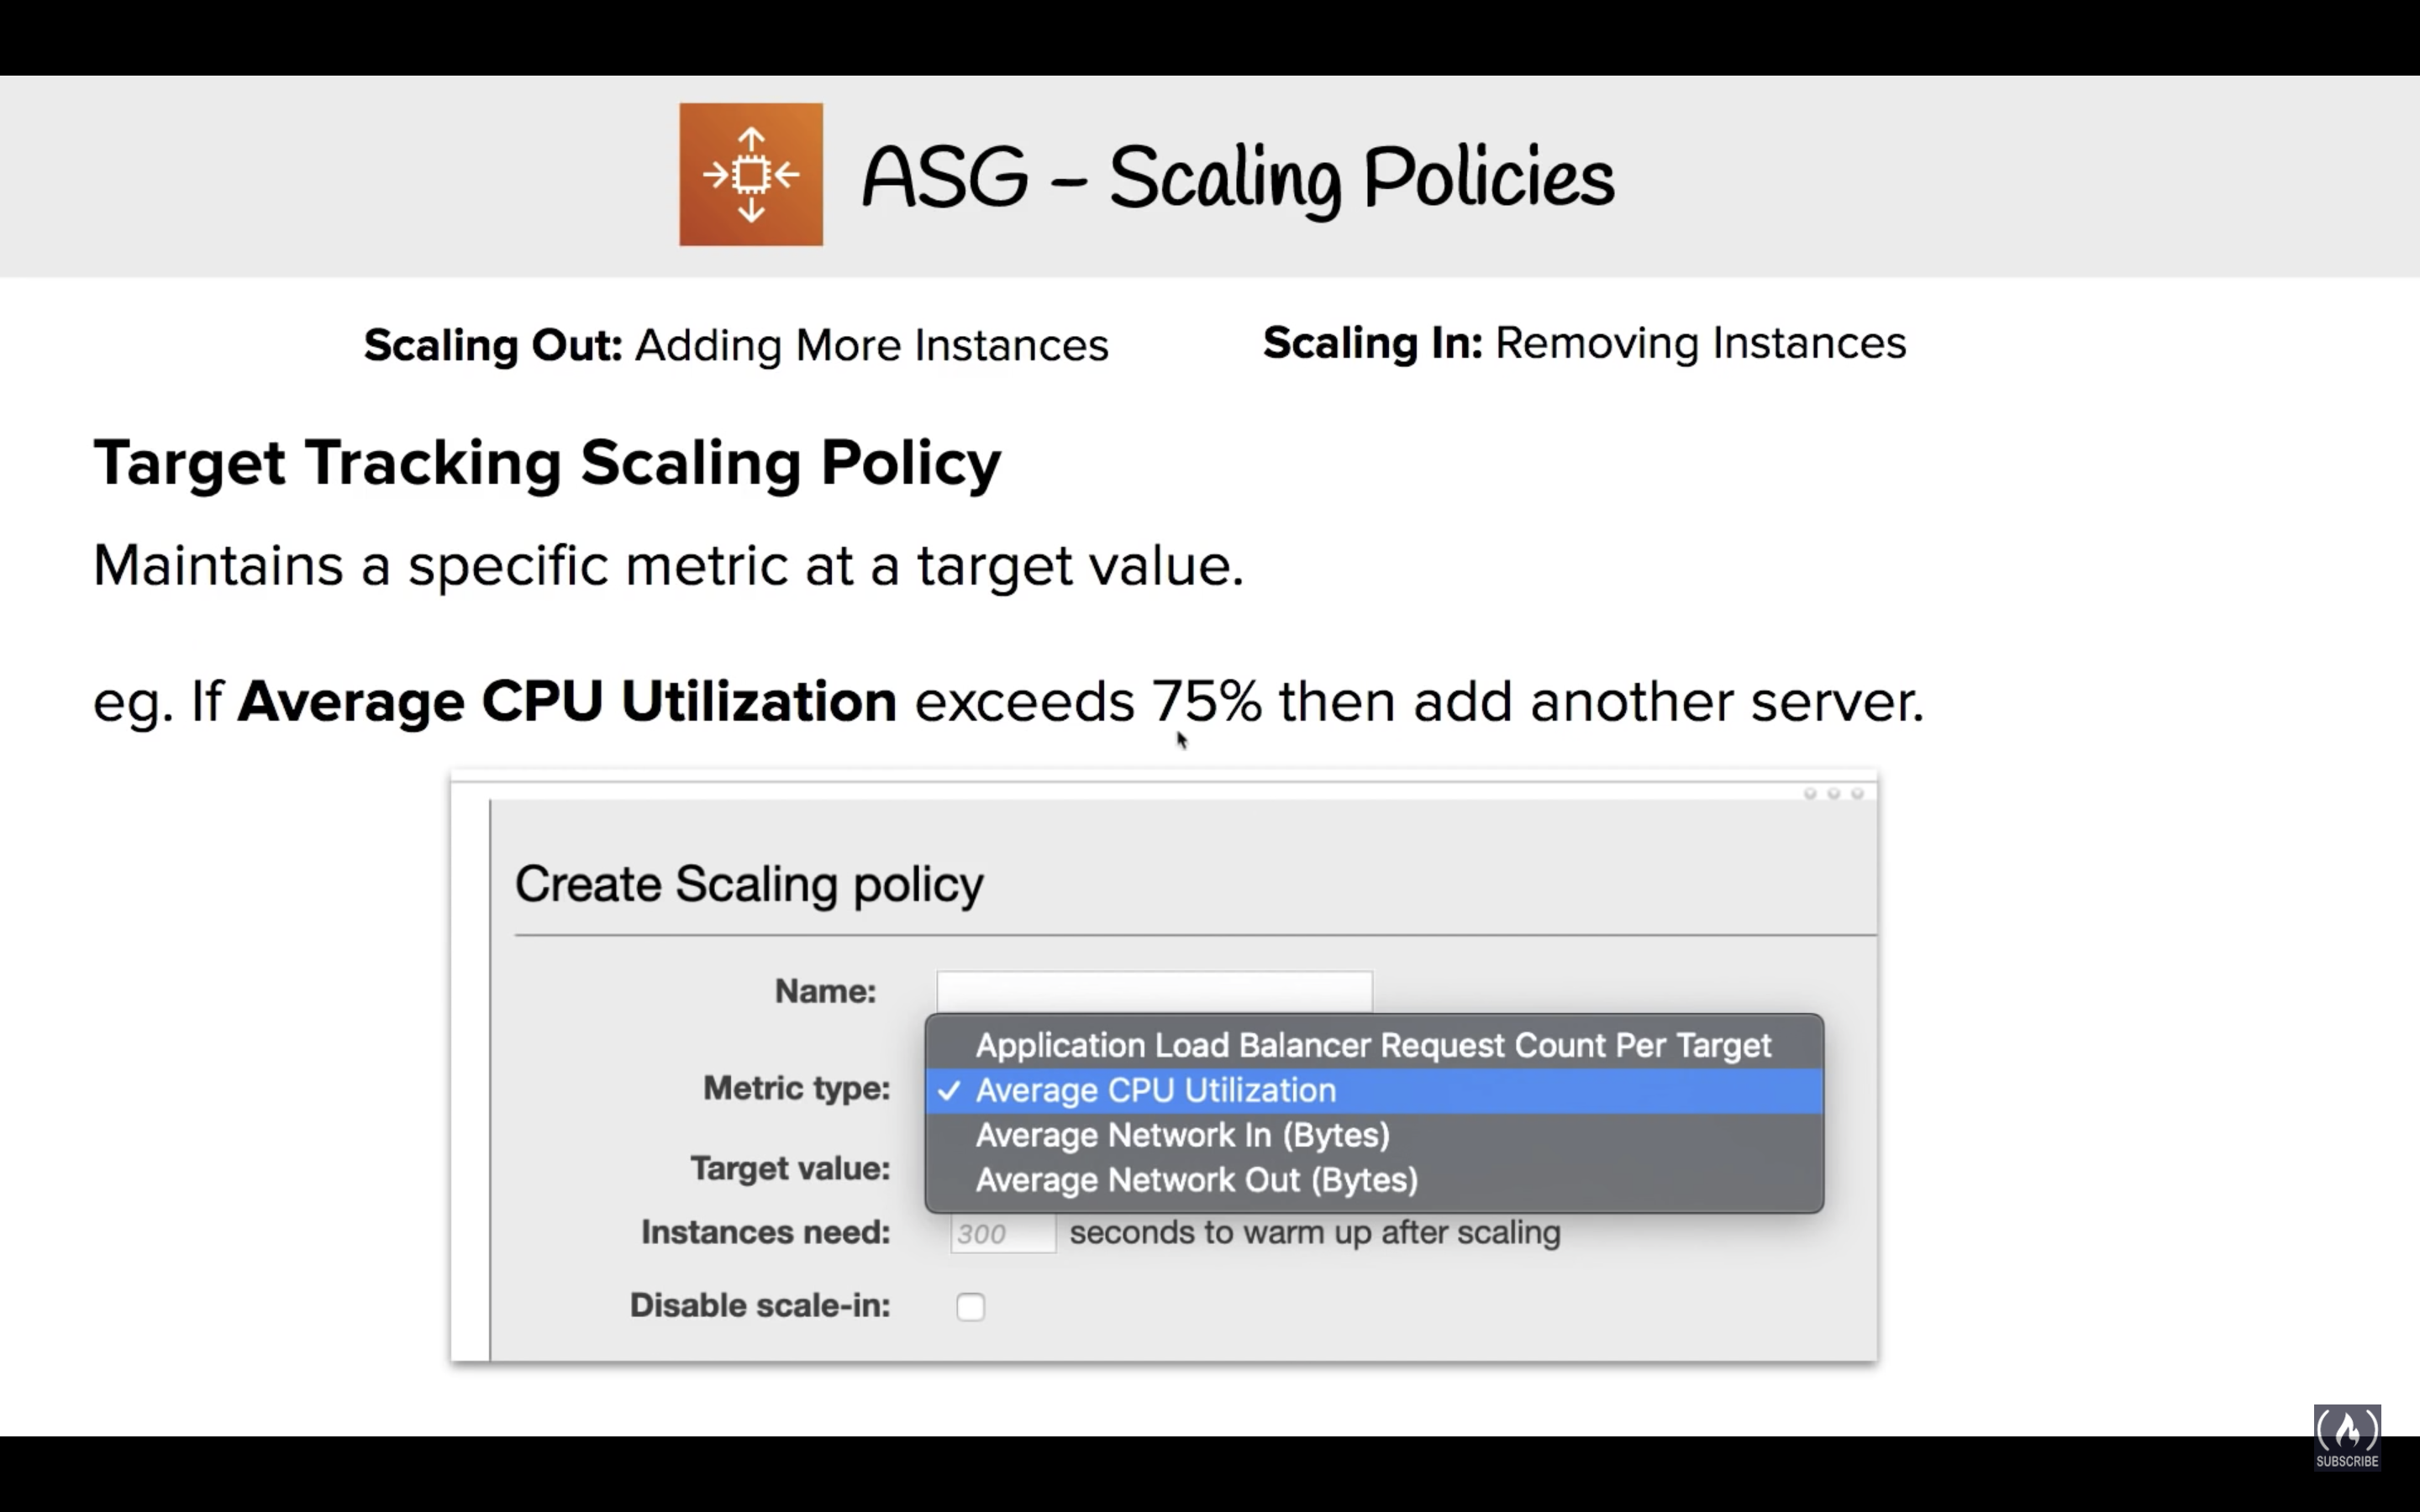 ASG – Scaling Policies
Scaling Out: Adding More Instances
Scaling In: Removing Instances
Target Tracking Scaling Policy
Maintains a specific metric at a target value.
eg. If Average CPU Utilization exceeds 75% then add another server.
Create Scaling policy
Name:
Application Load Balancer Request Count Per Target
Metric type:
✓ Average CPU Utilization
Average Network In (Bytes)
Target value:
Average Network Out (Bytes)
Instances need: 300 seconds to warm up after scaling
Disable scale-in:
SUBSCRIBE